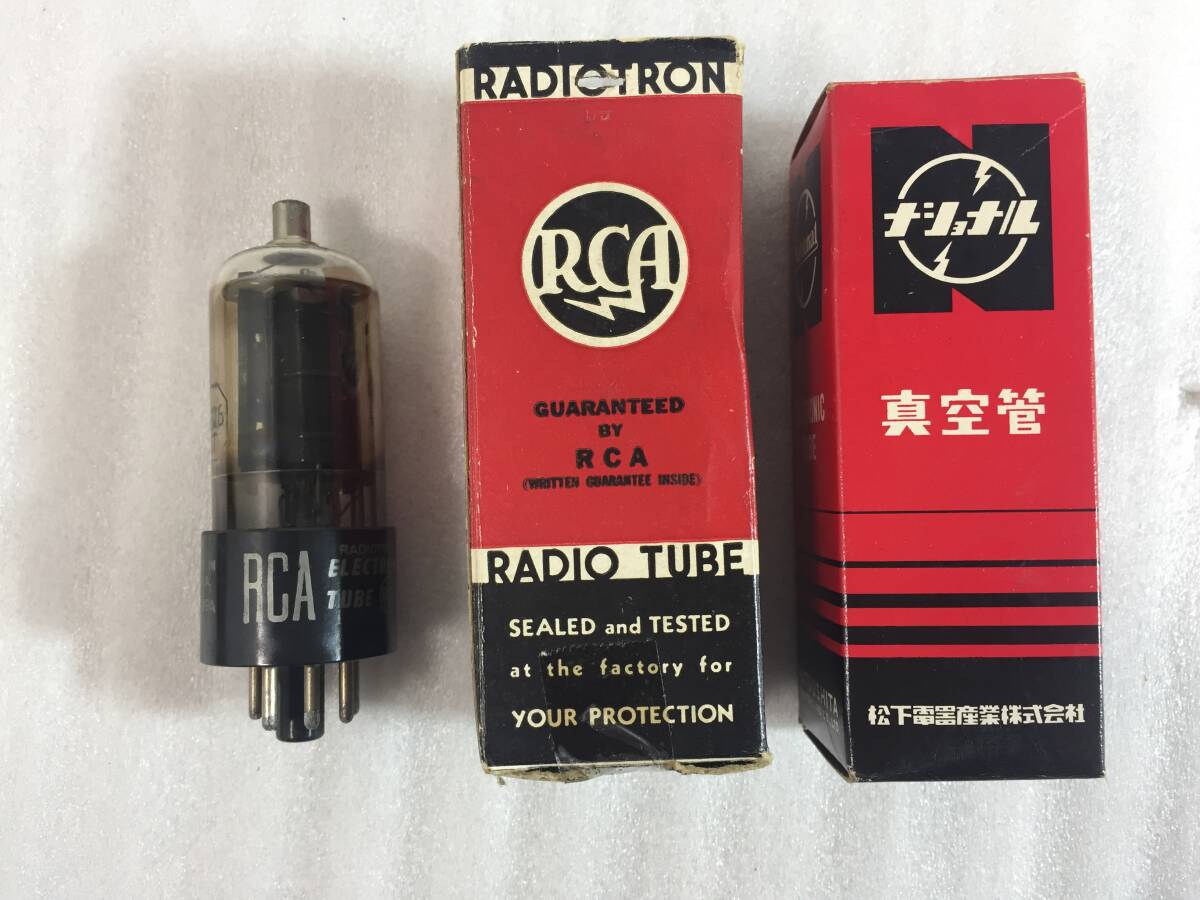 RCA
RADIOTRON
RCA
GUARANTEED
BY
RCA
(WRITTEN GUARANTEE INSIDE)
RADIO TUBE
SEALED and TESTED
at the factory for
YOUR PROTECTION
N
ナショナル
真空管
松下電器産業株式会社